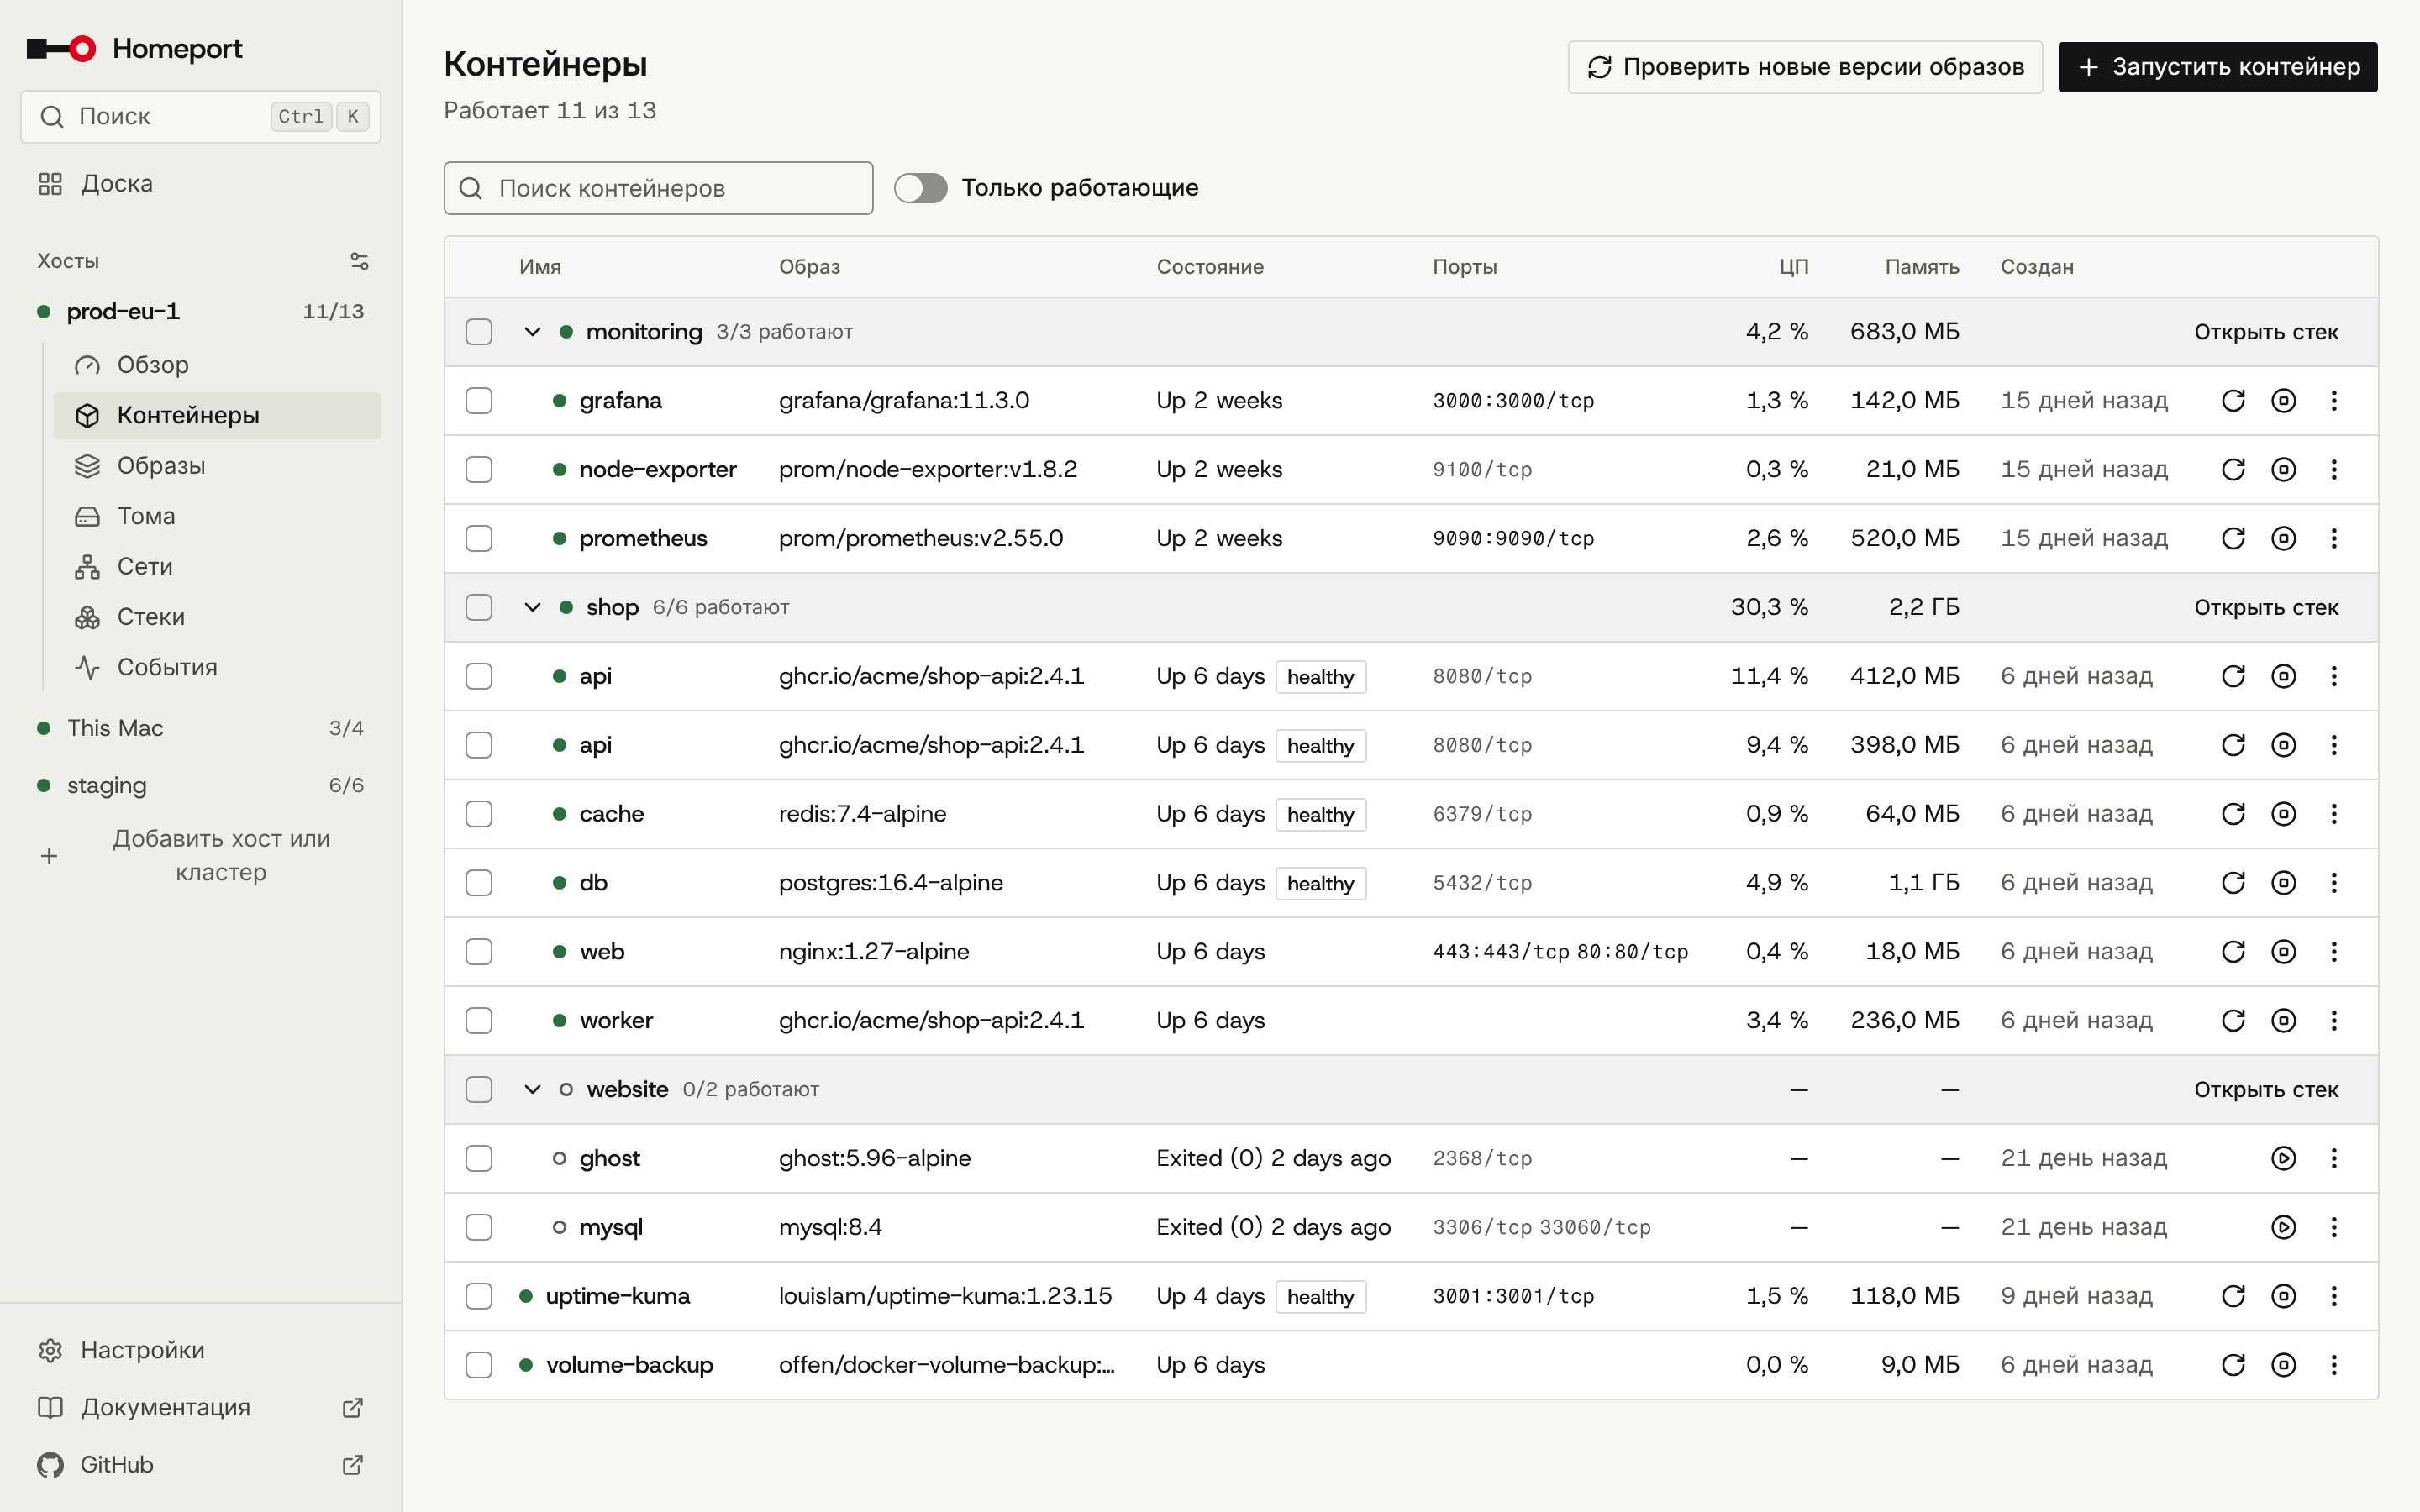 Homeport
Поиск Ctrl K
Доска
Хосты
prod-eu-1 11/13
Обзор
Контейнеры
Образы
Тома
Сети
Стеки
События
This Mac 3/4
staging 6/6
Добавить хост или
кластер
Настройки
Документация
GitHub
Контейнеры
Работает 11 из 13
Проверить новые версии образов
Запустить контейнер
Поиск контейнеров
Только работающие
Имя Образ Состояние Порты ЦП Память Создан
monitoring 3/3 работают 4,2 % 683,0 МБ Открыть стек
grafana grafana/grafana:11.3.0 Up 2 weeks 3000:3000/tcp 1,3 % 142,0 МБ 15 дней назад
node-exporter prom/node-exporter:v1.8.2 Up 2 weeks 9100/tcp 0,3 % 21,0 МБ 15 дней назад
prometheus prom/prometheus:v2.55.0 Up 2 weeks 9090:9090/tcp 2,6 % 520,0 МБ 15 дней назад
shop 6/6 работают 30,3 % 2,2 ГБ Открыть стек
api ghcr.io/acme/shop-api:2.4.1 Up 6 days healthy 8080/tcp 11,4 % 412,0 МБ 6 дней назад
api ghcr.io/acme/shop-api:2.4.1 Up 6 days healthy 8080/tcp 9,4 % 398,0 МБ 6 дней назад
cache redis:7.4-alpine Up 6 days healthy 6379/tcp 0,9 % 64,0 МБ 6 дней назад
db postgres:16.4-alpine Up 6 days healthy 5432/tcp 4,9 % 1,1 ГБ 6 дней назад
web nginx:1.27-alpine Up 6 days 443:443/tcp 80:80/tcp 0,4 % 18,0 МБ 6 дней назад
worker ghcr.io/acme/shop-api:2.4.1 Up 6 days 3,4 % 236,0 МБ 6 дней назад
website 0/2 работают — — Открыть стек
ghost ghost:5.96-alpine Exited (0) 2 days ago 2368/tcp — — 21 день назад
mysql mysql:8.4 Exited (0) 2 days ago 3306/tcp 33060/tcp — — 21 день назад
uptime-kuma louislam/uptime-kuma:1.23.15 Up 4 days healthy 3001:3001/tcp 1,5 % 118,0 МБ 9 дней назад
volume-backup offen/docker-volume-backup:... Up 6 days 0,0 % 9,0 МБ 6 дней назад